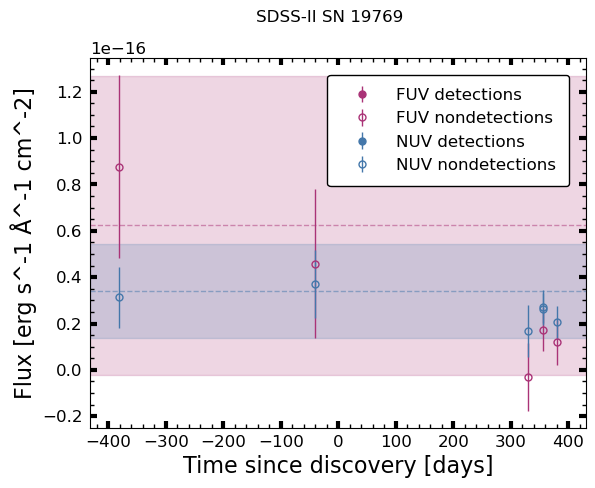 SDSS-II SN 19769
1e−16
FUV detections
FUV nondetections
NUV detections
NUV nondetections
1.2
1.0
0.8
0.6
0.4
0.2
0.0
−0.2
Flux [erg s^-1 Å^-1 cm^-2]
−400 −300 −200 −100 0 100 200 300 400
Time since discovery [days]